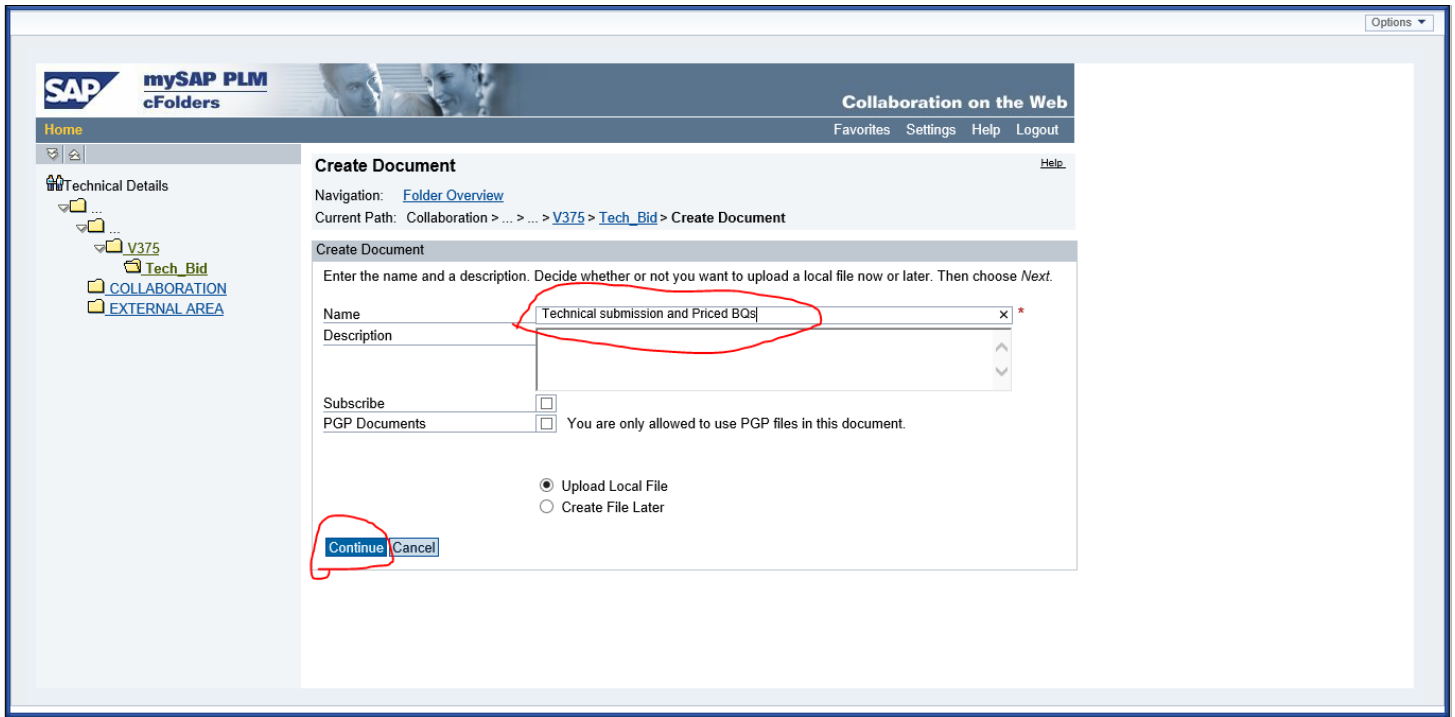 Options
SAP
mySAP PLM
cFolders
Collaboration on the Web
Home
Favorites Settings Help Logout
Technical Details
...
...
V375
Tech_Bid
COLLABORATION
EXTERNAL AREA
Create Document
Help
Navigation: Folder Overview
Current Path: Collaboration > ... > ... > V375 > Tech_Bid > Create Document
Create Document
Enter the name and a description. Decide whether or not you want to upload a local file now or later. Then choose Next.
Name Technical submission and Priced BQs × *
Description
Subscribe
PGP Documents You are only allowed to use PGP files in this document.
Upload Local File
Create File Later
Continue Cancel